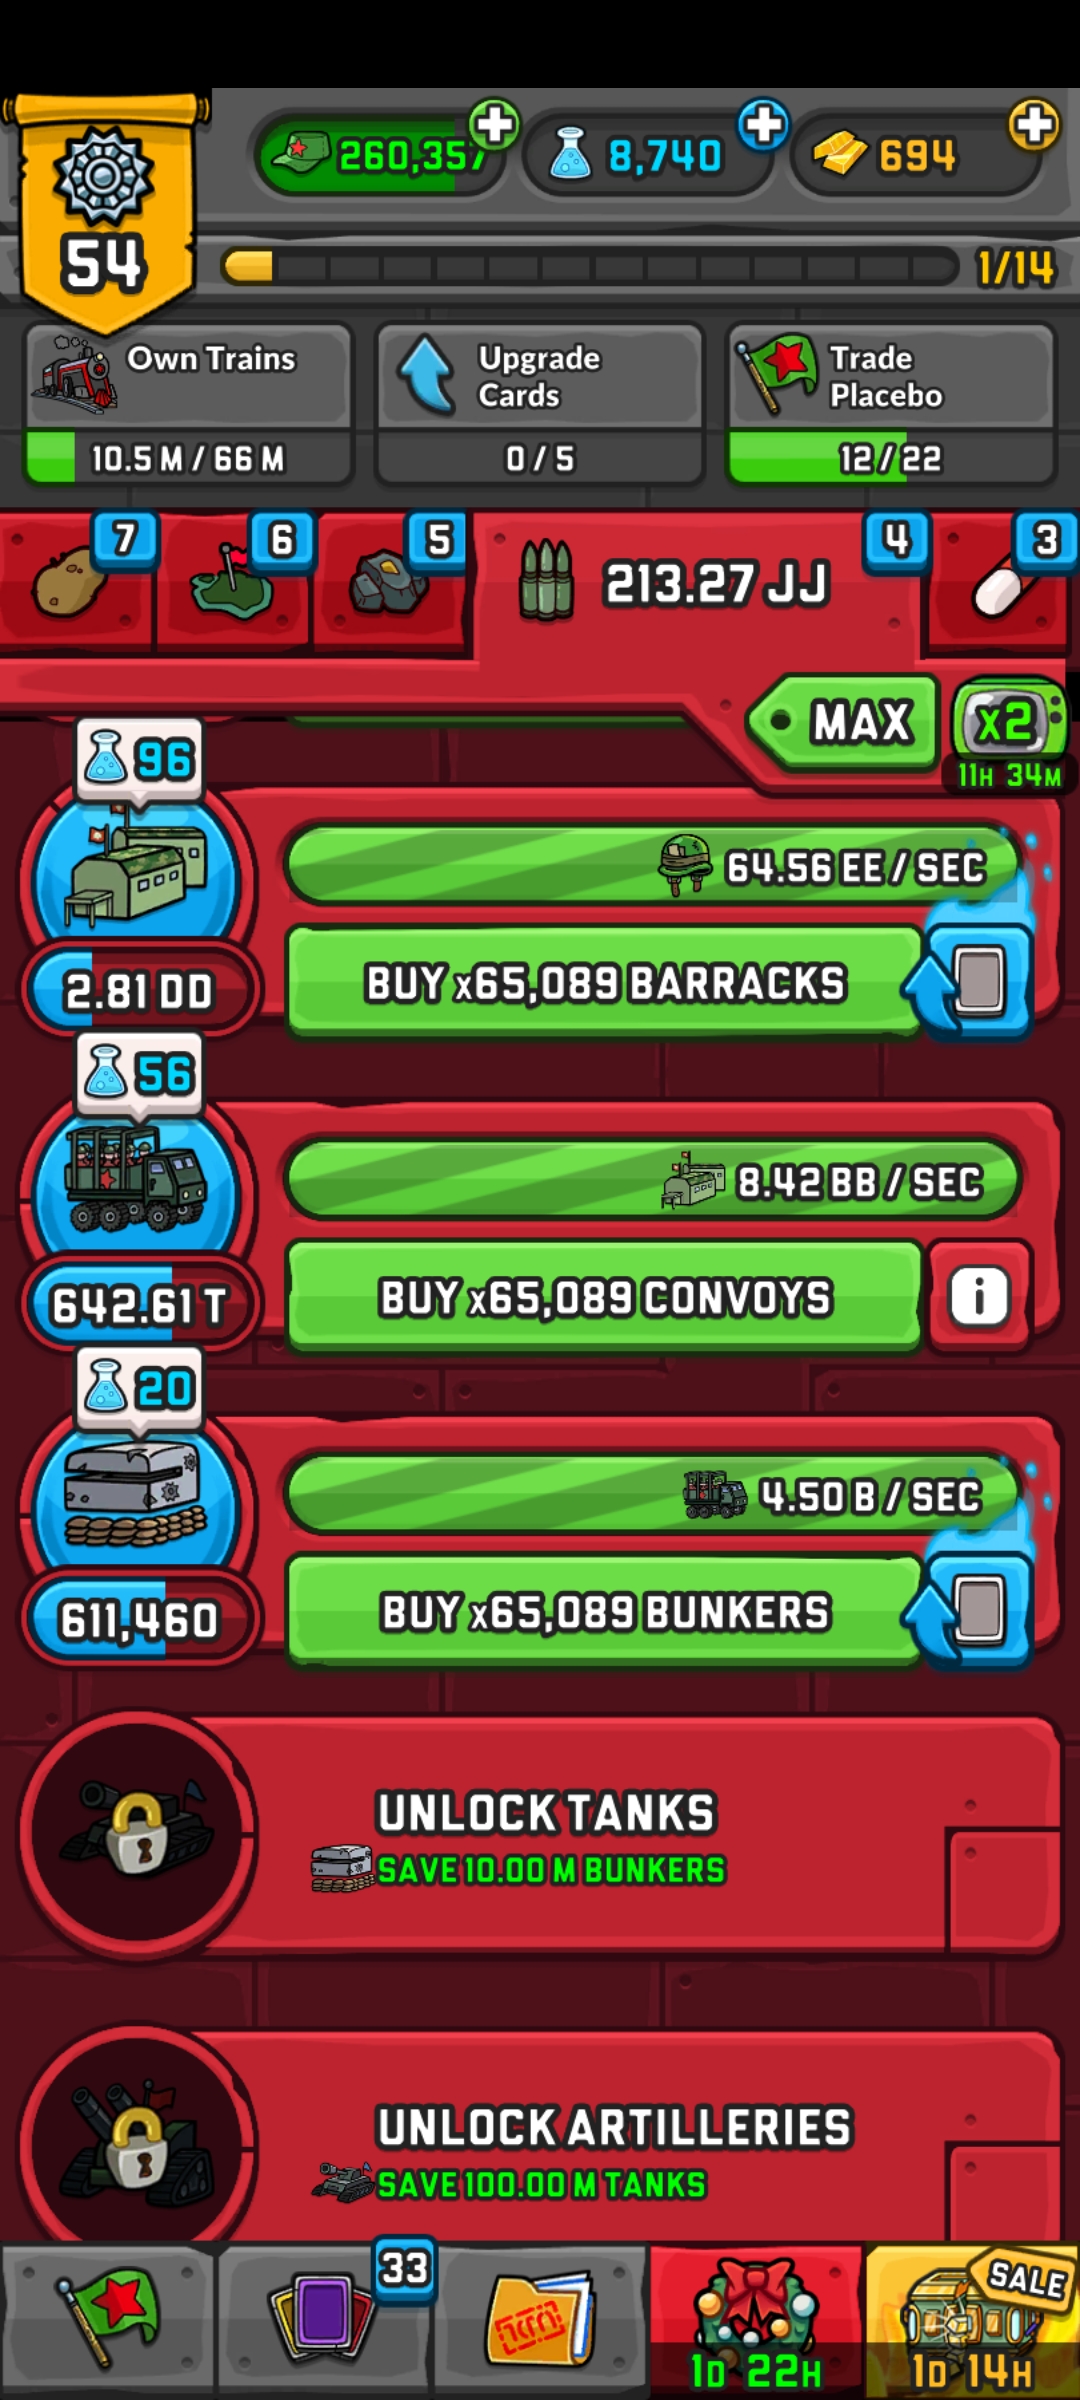 54
260,357
8,740
694
1/14
Own Trains
10.5 M / 66 M
Upgrade
Cards
0 / 5
Trade
Placebo
12 / 22
7
6
5
213.27 JJ
4
3
MAX
x2
11H 34M
96
64.56 EE / SEC
2.81 DD
BUY x65,089 BARRACKS
56
8.42 BB / SEC
642.61 T
BUY x65,089 CONVOYS
i
20
4.50 B / SEC
611,460
BUY x65,089 BUNKERS
UNLOCK TANKS
SAVE 10.00 M BUNKERS
UNLOCK ARTILLERIES
SAVE 100.00 M TANKS
33
SALE
1D 22H
1D 14H